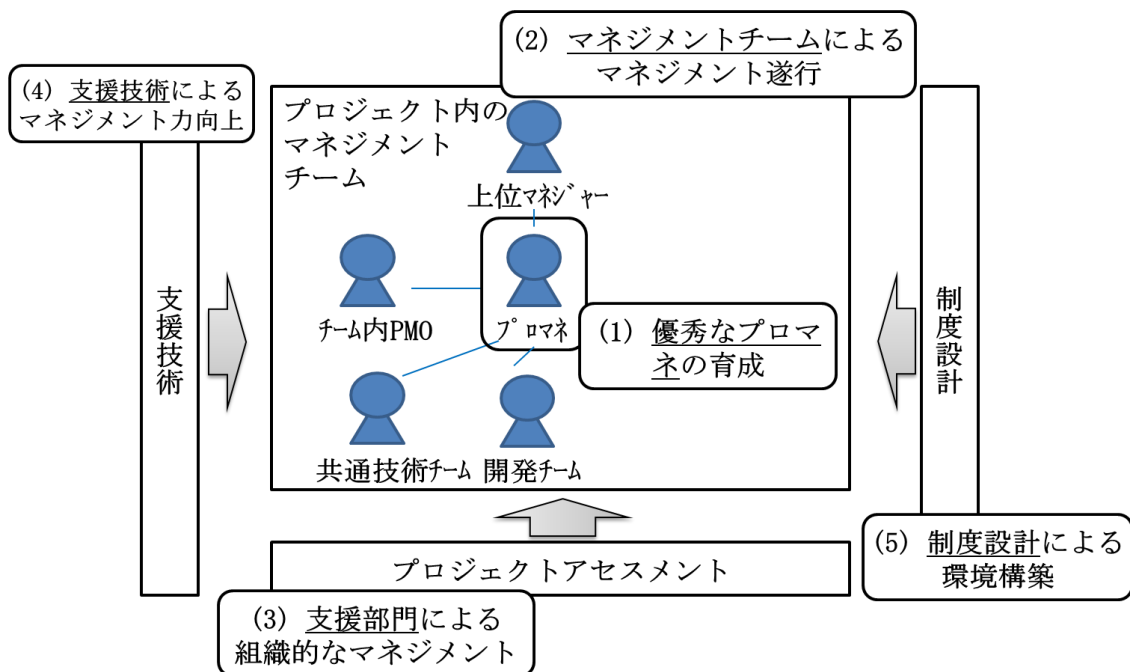 (2) マネジメントチームによる
マネジメント遂行
(4) 支援技術による
マネジメント力向上
プロジェクト内の
マネジメント
チーム
上位ﾏﾈｼﾞｬｰ
ﾁｰﾑ内PMO
ﾌﾟﾛﾏﾈ
(1) 優秀なプロマ
ネの育成
共通技術ﾁｰﾑ
開発ﾁｰﾑ
支援技術
制度設計
(5) 制度設計による
環境構築
プロジェクトアセスメント
(3) 支援部門による
組織的なマネジメント